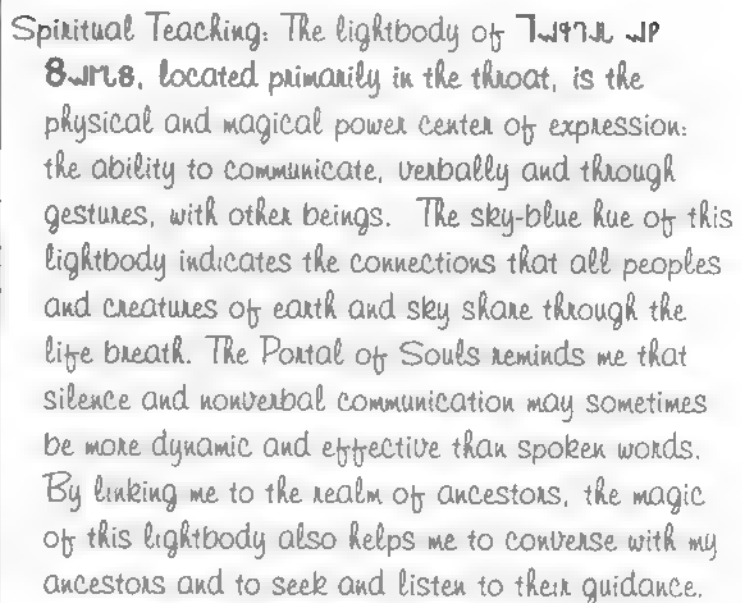 Spiritual Teaching: The lightbody of
located primarily in the throat, is the
physical and magical power center of expression:
the ability to communicate, verbally and through
gestures, with other beings. The sky-blue hue of this
lightbody indicates the connections that all peoples
and creatures of earth and sky share through the
life breath. The Portal of Souls reminds me that
silence and nonverbal communication may sometimes
be more dynamic and effective than spoken words.
By linking me to the realm of ancestors, the magic
of this lightbody also helps me to converse with my
ancestors and to seek and listen to their guidance.